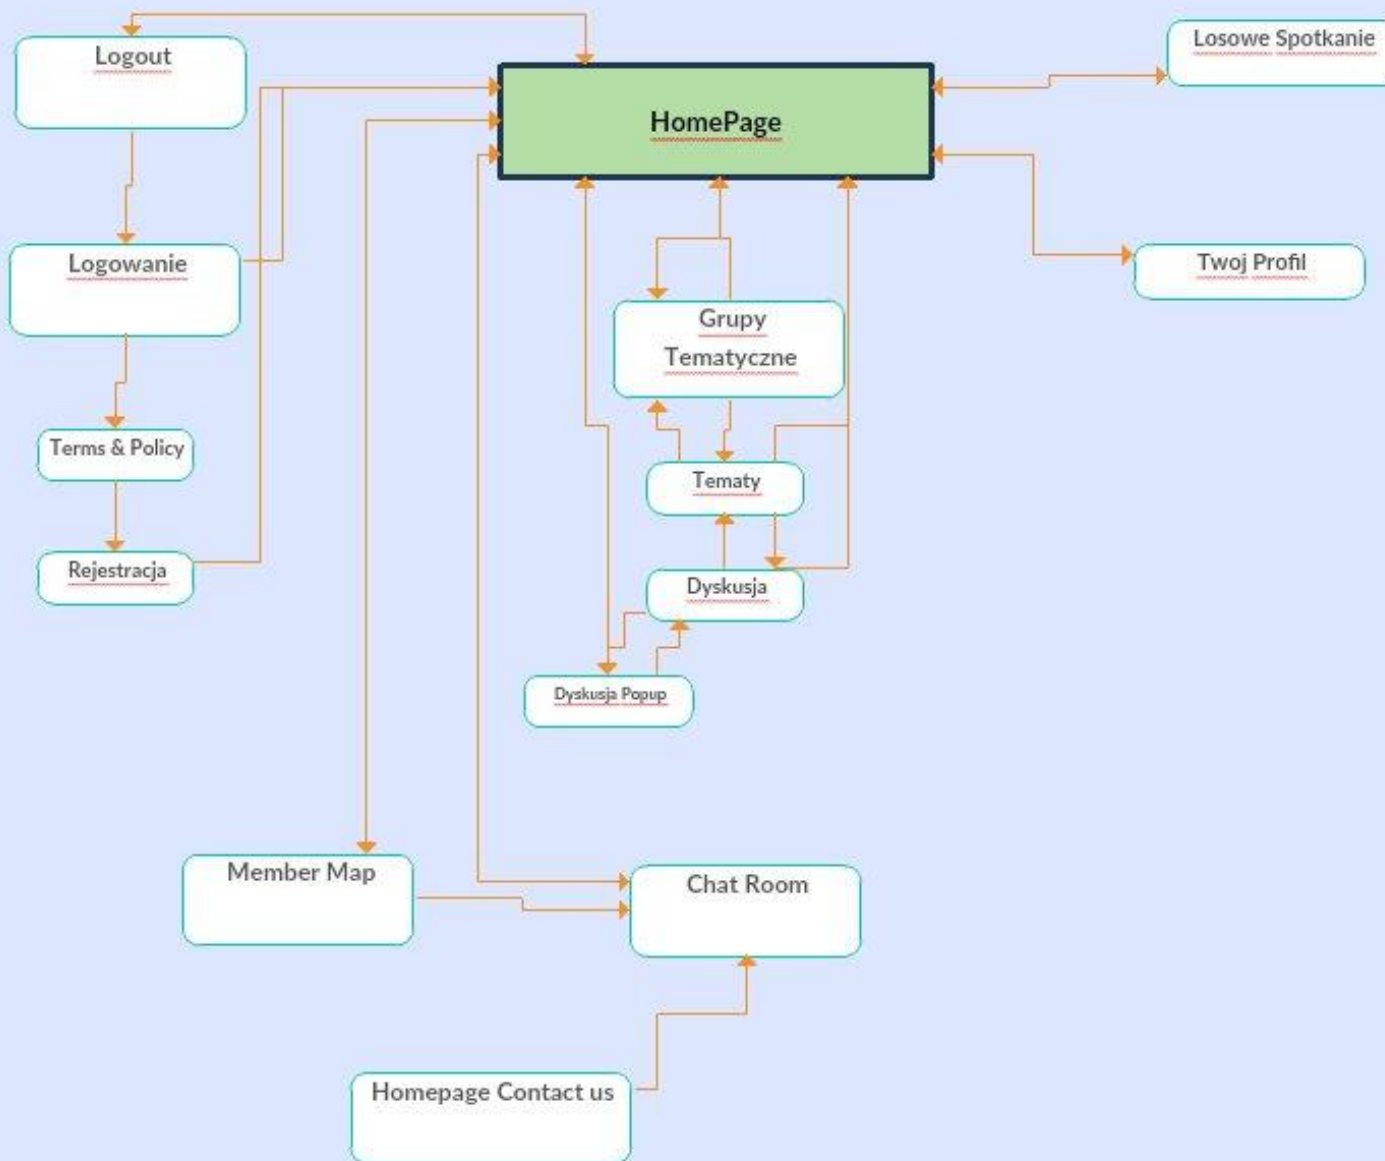 Logout
Losowe Spotkanie
HomePage
Logowanie
Twoj Profil
Grupy
Tematyczne
Terms & Policy
Tematy
Rejestracja
Dyskusja
Dyskusja Popup
Member Map
Chat Room
Homepage Contact us